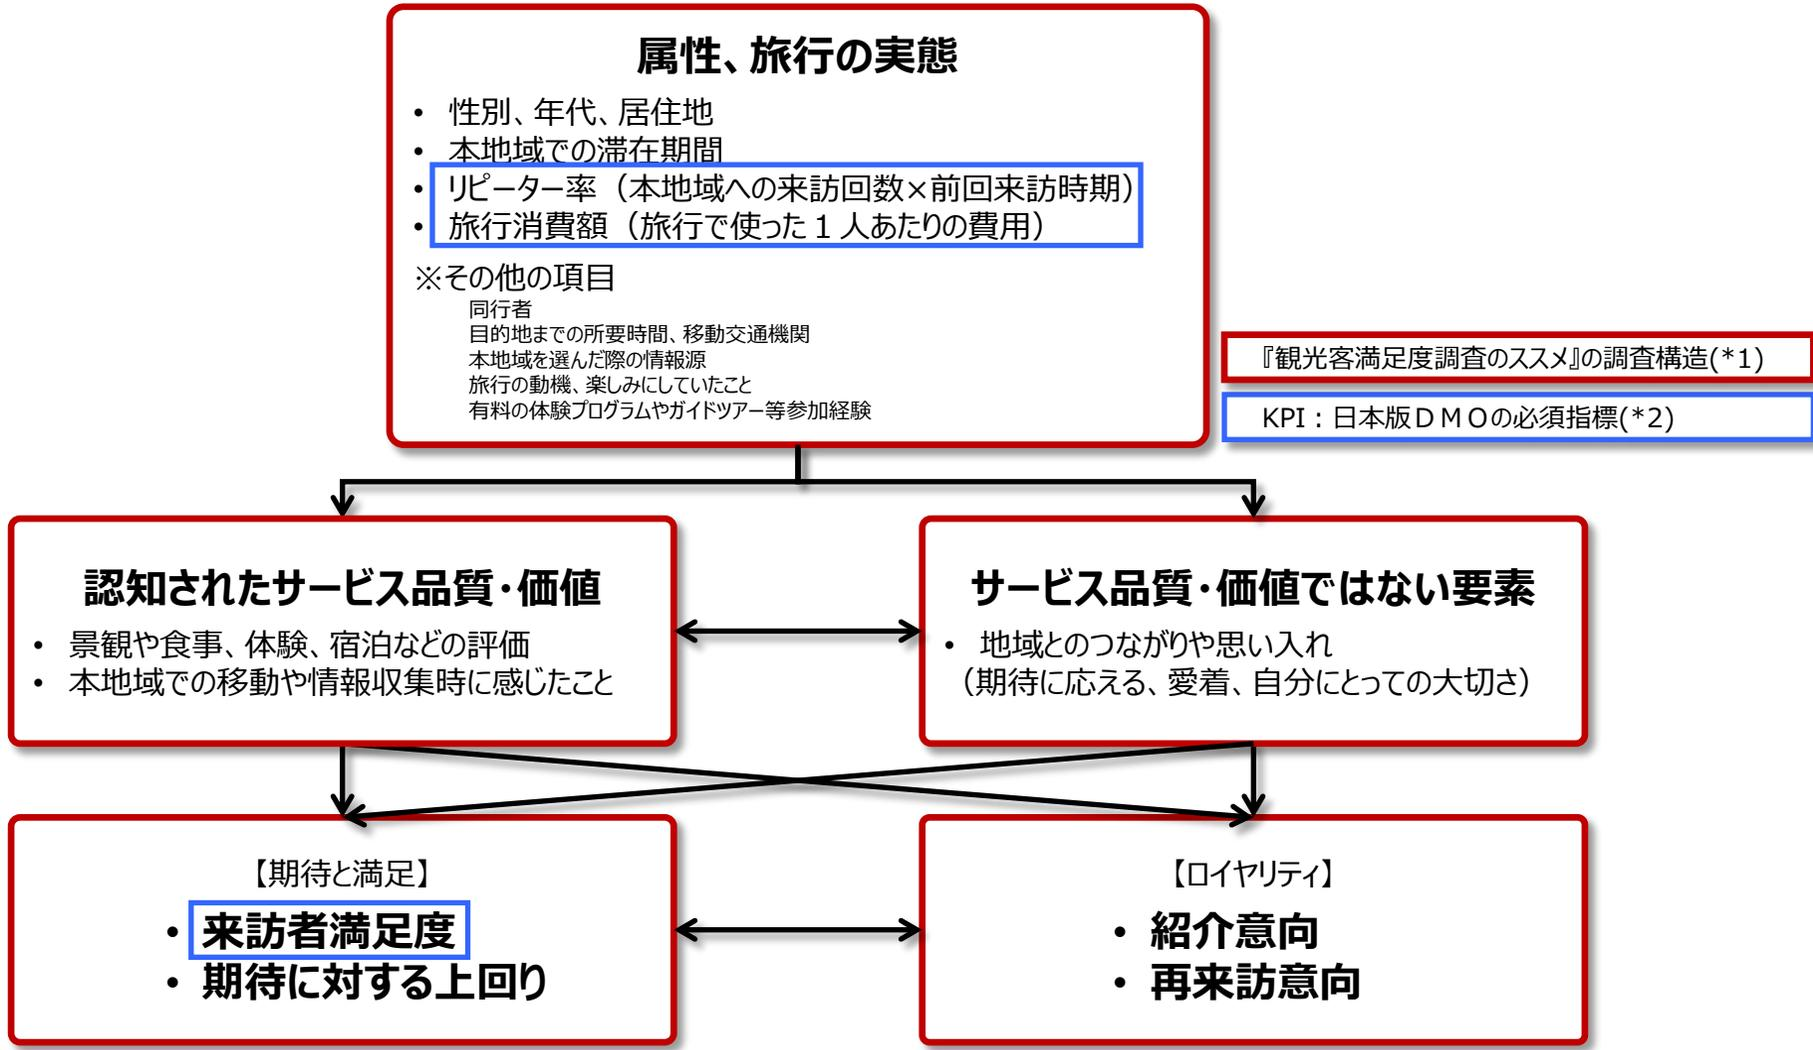 属性、旅行の実態
• 性別、年代、居住地
• 本地域での滞在期間
• リピーター率（本地域への来訪回数×前回来訪時期）
• 旅行消費額（旅行で使った１人あたりの費用）
※その他の項目
同行者
目的地までの所要時間、移動交通機関
本地域を選んだ際の情報源
旅行の動機、楽しみにしていたこと
有料の体験プログラムやガイドツアー等参加経験
『観光客満足度調査のススメ』の調査構造(*1)
KPI：日本版ＤＭＯの必須指標(*2)
認知されたサービス品質・価値
• 景観や食事、体験、宿泊などの評価
• 本地域での移動や情報収集時に感じたこと
サービス品質・価値ではない要素
• 地域とのつながりや思い入れ
（期待に応える、愛着、自分にとっての大切さ）
【期待と満足】
• 来訪者満足度
• 期待に対する上回り
【ロイヤリティ】
• 紹介意向
• 再来訪意向